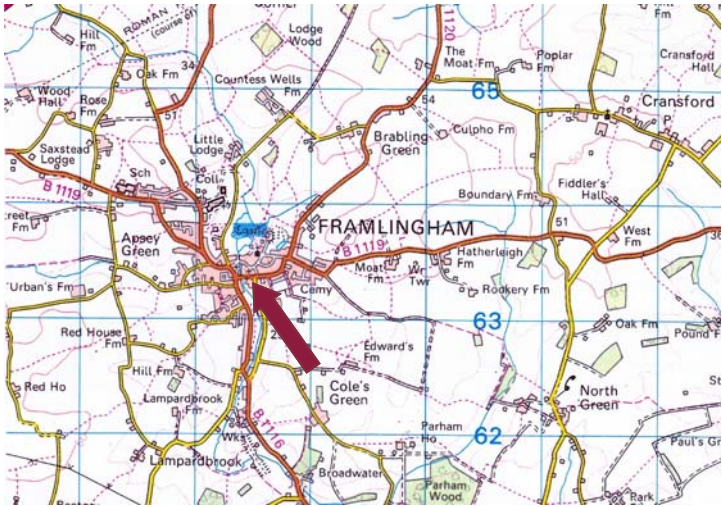 ROMAN
(course of)
Hill
Fm
Lodge
Wood
B 1120
The
Moat Fm
Poplar
Fm
Cransford
Hall
Wood
Hall
Oak Fm
34
Countess Wells
Fm
65
Rose
Fm
51
54
Cransford
P
Saxstead
Lodge
Little
Lodge
Brabling
Green
Culpho Fm
Sch
Coll
B 1119
Boundary Fm
Fiddler's
Hall
Castle
FRAMLINGHAM
51
West
Fm
36
Fm
Apsey
Green
B 1119
Hatherleigh
Fm
Moat
Fm
Wr
Twr
Urban's Fm
Cemy
Rookery Fm
63
Oak Fm
Pound F
Red House
Fm
Edward's
Fm
Red Ho
Hill Fm
Cole's
Green
North
Green
Lampardbrook
Fm
B 1116
Parham
Ho
62
Wks
Paul's Gr
Lampardbrook
Broadwater
Parham
Wood
Park